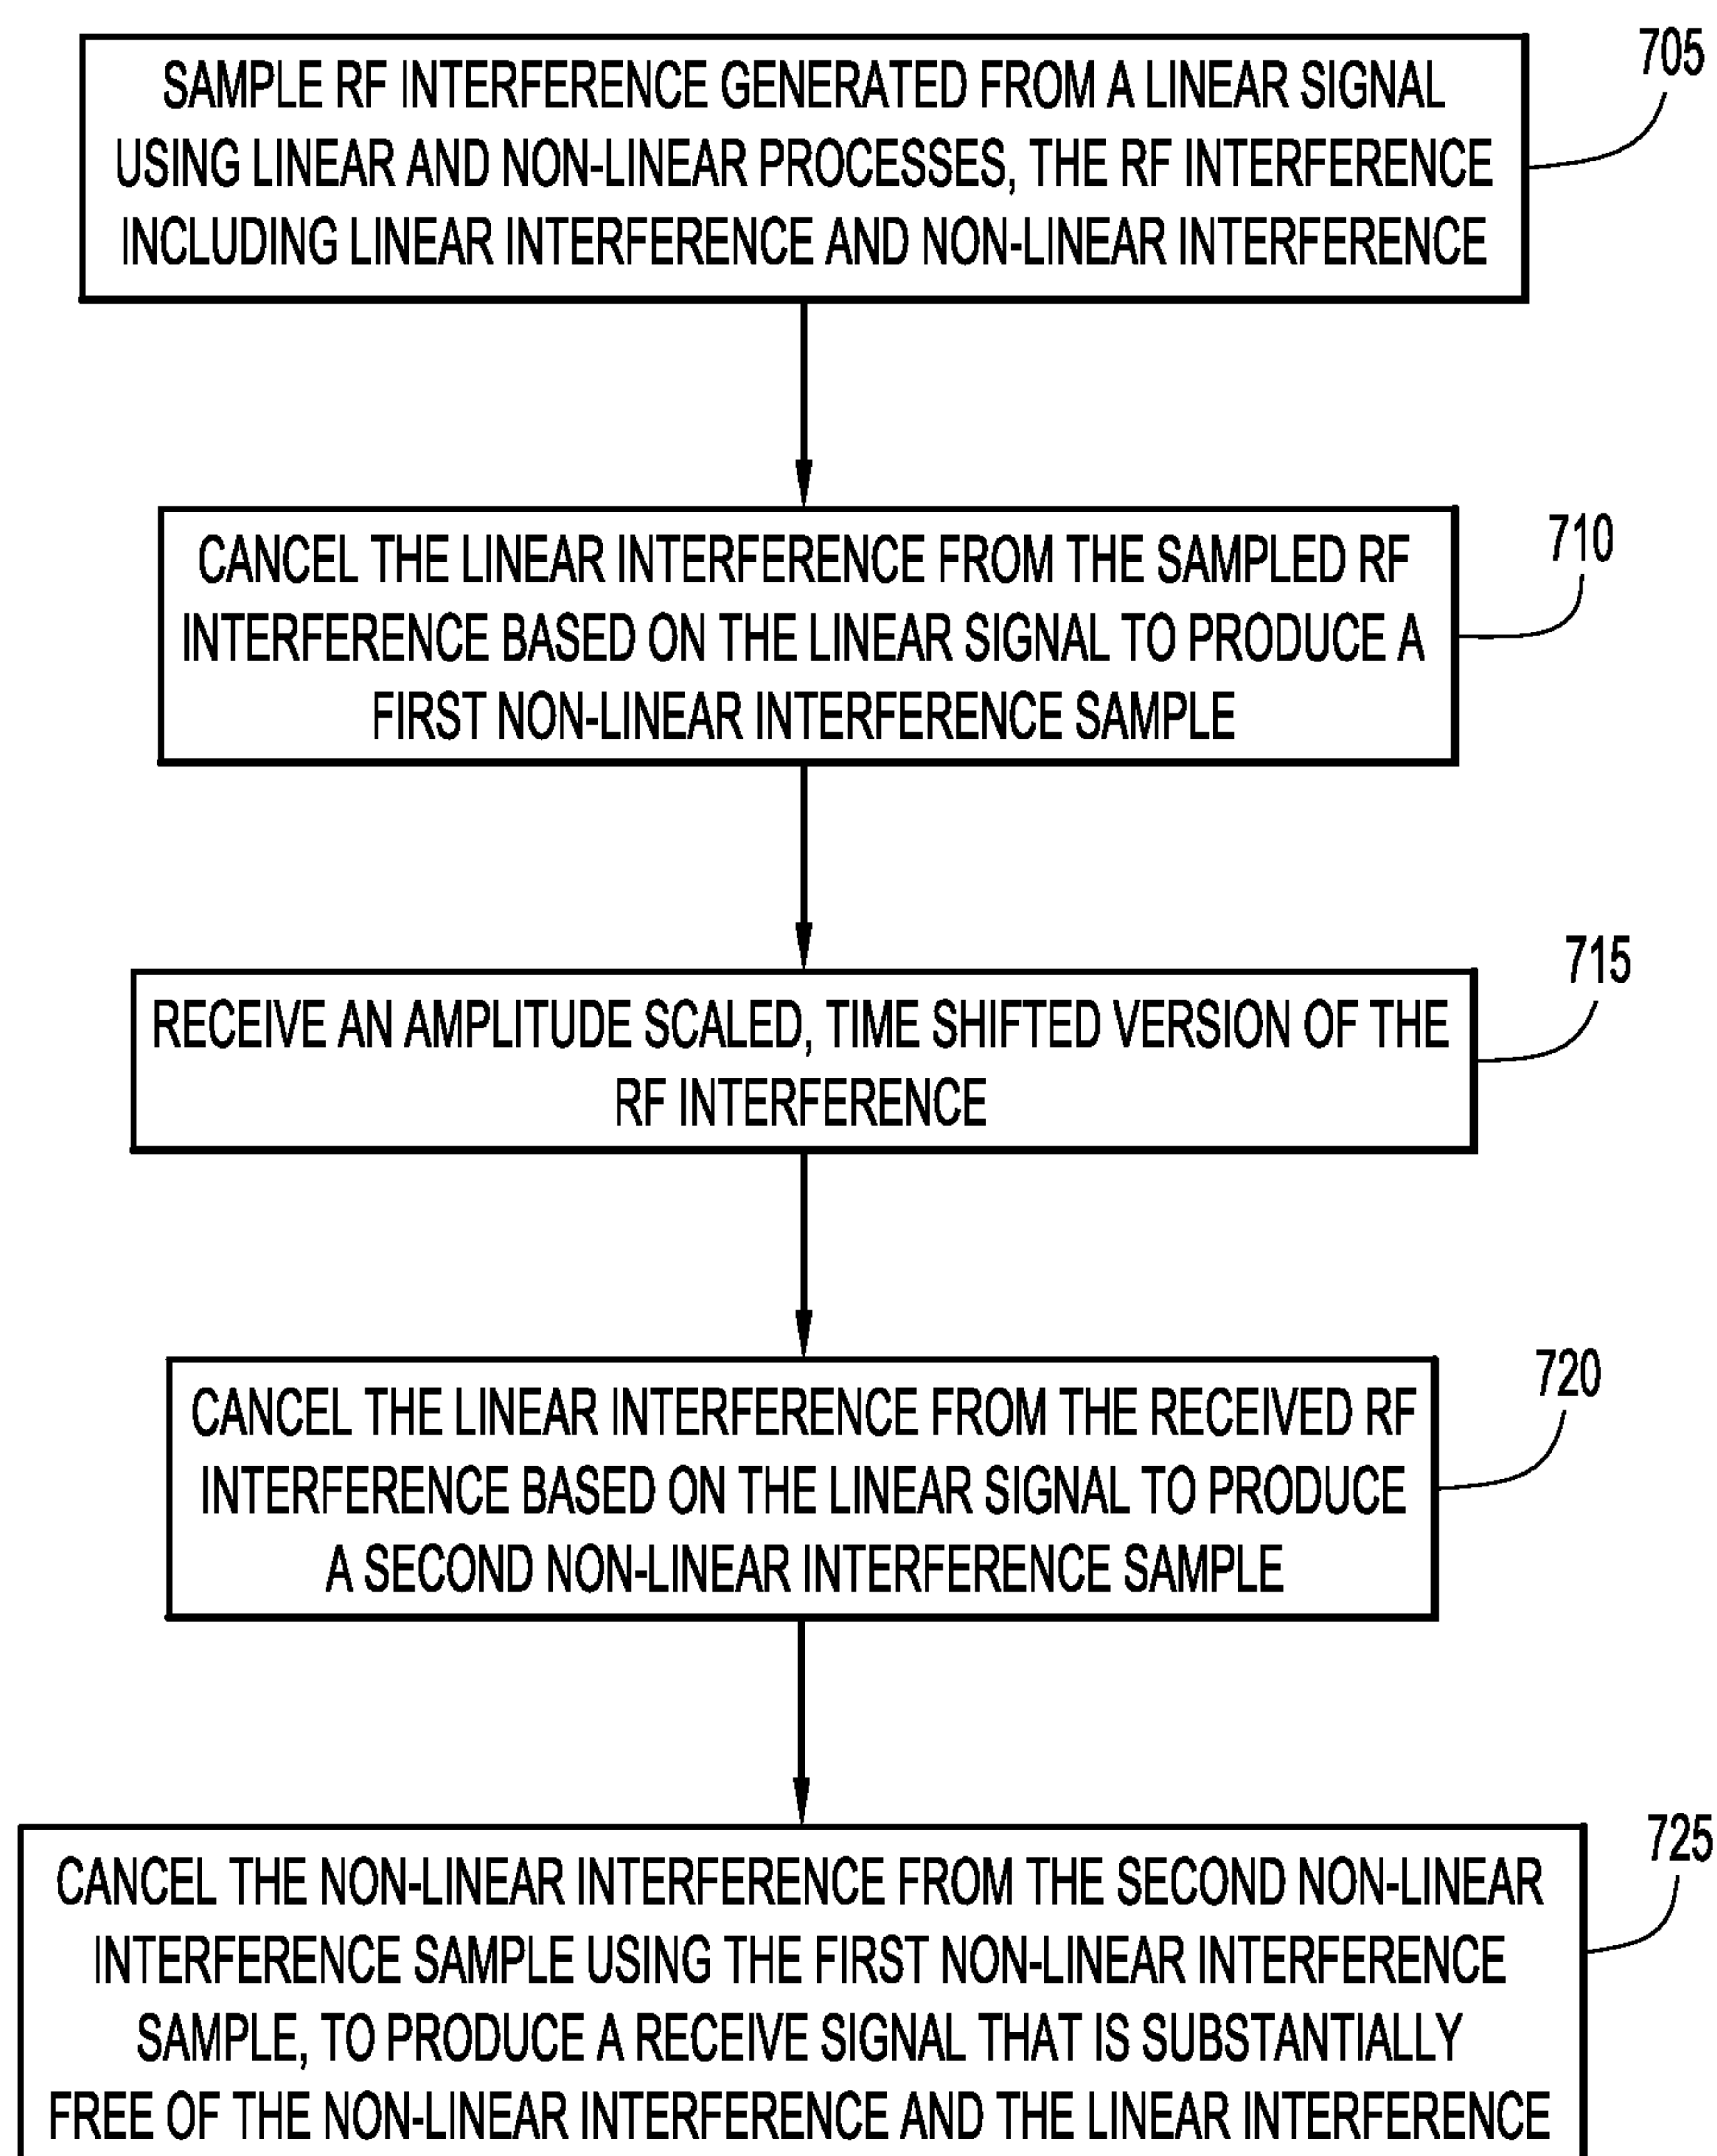 705
SAMPLE RF INTERFERENCE GENERATED FROM A LINEAR SIGNAL
USING LINEAR AND NON-LINEAR PROCESSES, THE RF INTERFERENCE
INCLUDING LINEAR INTERFERENCE AND NON-LINEAR INTERFERENCE
710
CANCEL THE LINEAR INTERFERENCE FROM THE SAMPLED RF
INTERFERENCE BASED ON THE LINEAR SIGNAL TO PRODUCE A
FIRST NON-LINEAR INTERFERENCE SAMPLE
715
RECEIVE AN AMPLITUDE SCALED, TIME SHIFTED VERSION OF THE
RF INTERFERENCE
720
CANCEL THE LINEAR INTERFERENCE FROM THE RECEIVED RF
INTERFERENCE BASED ON THE LINEAR SIGNAL TO PRODUCE
A SECOND NON-LINEAR INTERFERENCE SAMPLE
725
CANCEL THE NON-LINEAR INTERFERENCE FROM THE SECOND NON-LINEAR
INTERFERENCE SAMPLE USING THE FIRST NON-LINEAR INTERFERENCE
SAMPLE, TO PRODUCE A RECEIVE SIGNAL THAT IS SUBSTANTIALLY
FREE OF THE NON-LINEAR INTERFERENCE AND THE LINEAR INTERFERENCE